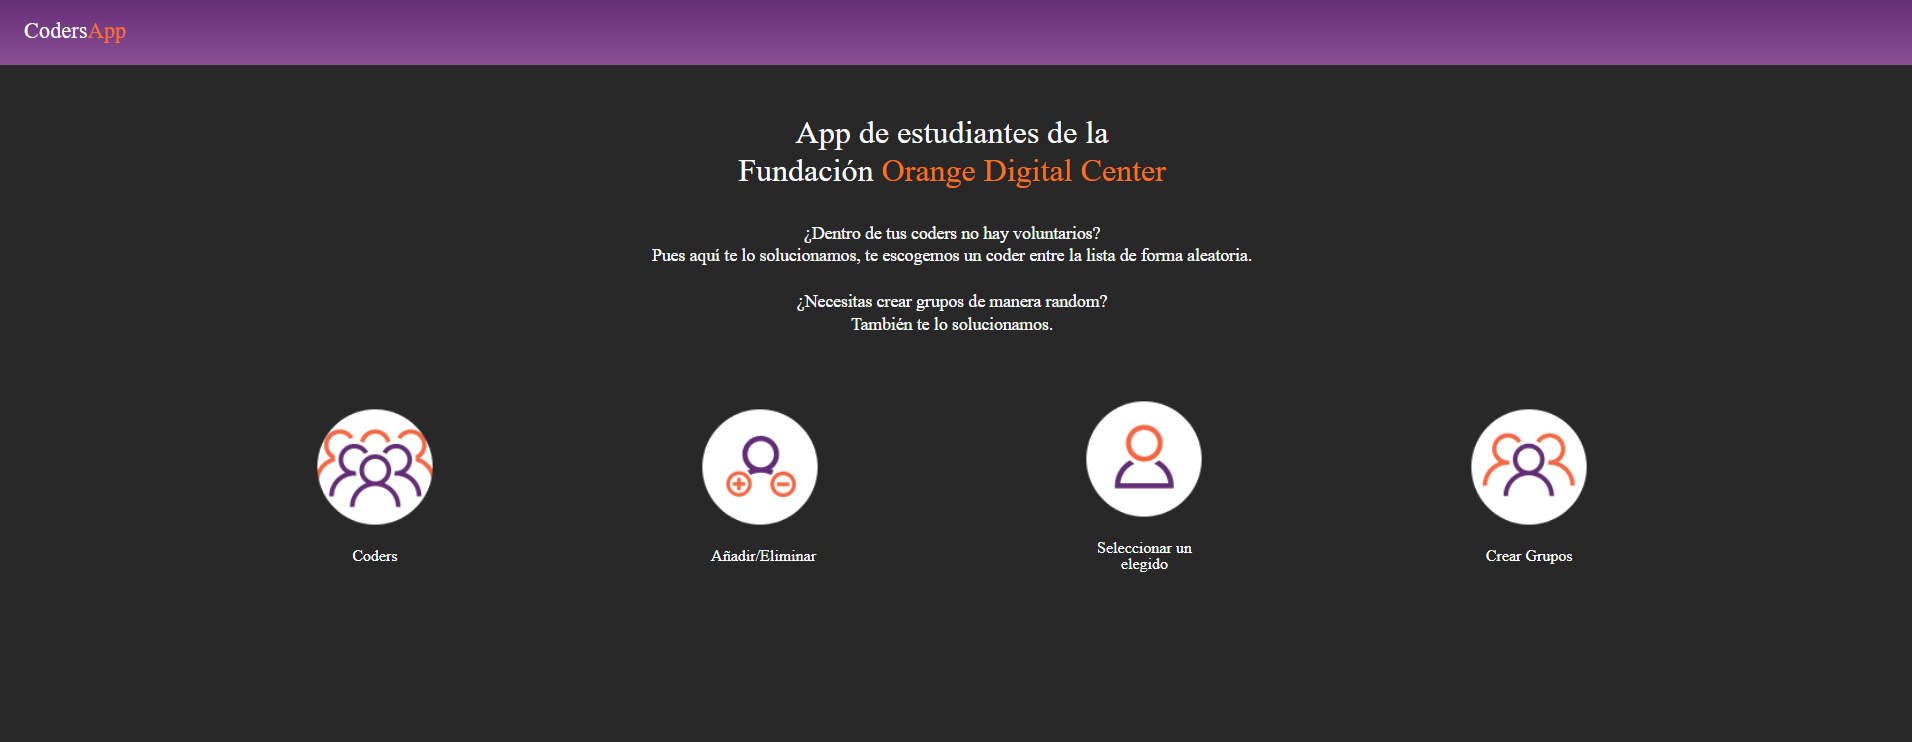 CodersApp
App de estudiantes de la
Fundación Orange Digital Center
¿Dentro de tus coders no hay voluntarios?
Pues aquí te lo solucionamos, te escogemos un coder entre la lista de forma aleatoria.
¿Necesitas crear grupos de manera random?
También te lo solucionamos.
Coders
Añadir/Eliminar
Seleccionar un
elegido
Crear Grupos